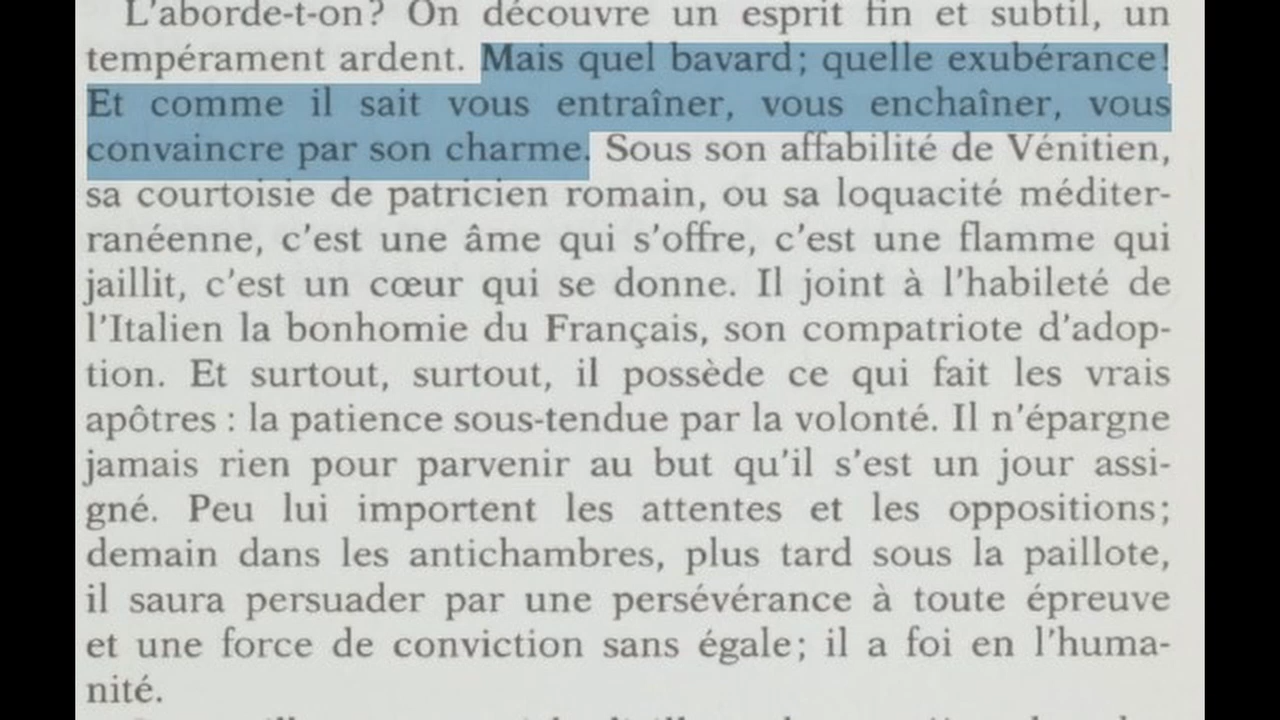 L'aborde-t-on? On découvre un esprit fin et subtil, un
tempérament ardent. Mais quel bavard; quelle exubérance!
Et comme il sait vous entraîner, vous enchaîner, vous
convaincre par son charme. Sous son affabilité de Vénitien,
sa courtoisie de patricien romain, ou sa loquacité méditer-
ranéenne, c'est une âme qui s'offre, c'est une flamme qui
jaillit, c'est un cœur qui se donne. Il joint à l'habileté de
l'Italien la bonhomie du Français, son compatriote d'adop-
tion. Et surtout, surtout, il possède ce qui fait les vrais
apôtres : la patience sous-tendue par la volonté. Il n'épargne
jamais rien pour parvenir au but qu'il s'est un jour assi-
gné. Peu lui importent les attentes et les oppositions;
demain dans les antichambres, plus tard sous la paillote,
il saura persuader par une persévérance à toute épreuve
et une force de conviction sans égale; il a foi en l'huma-
nité.